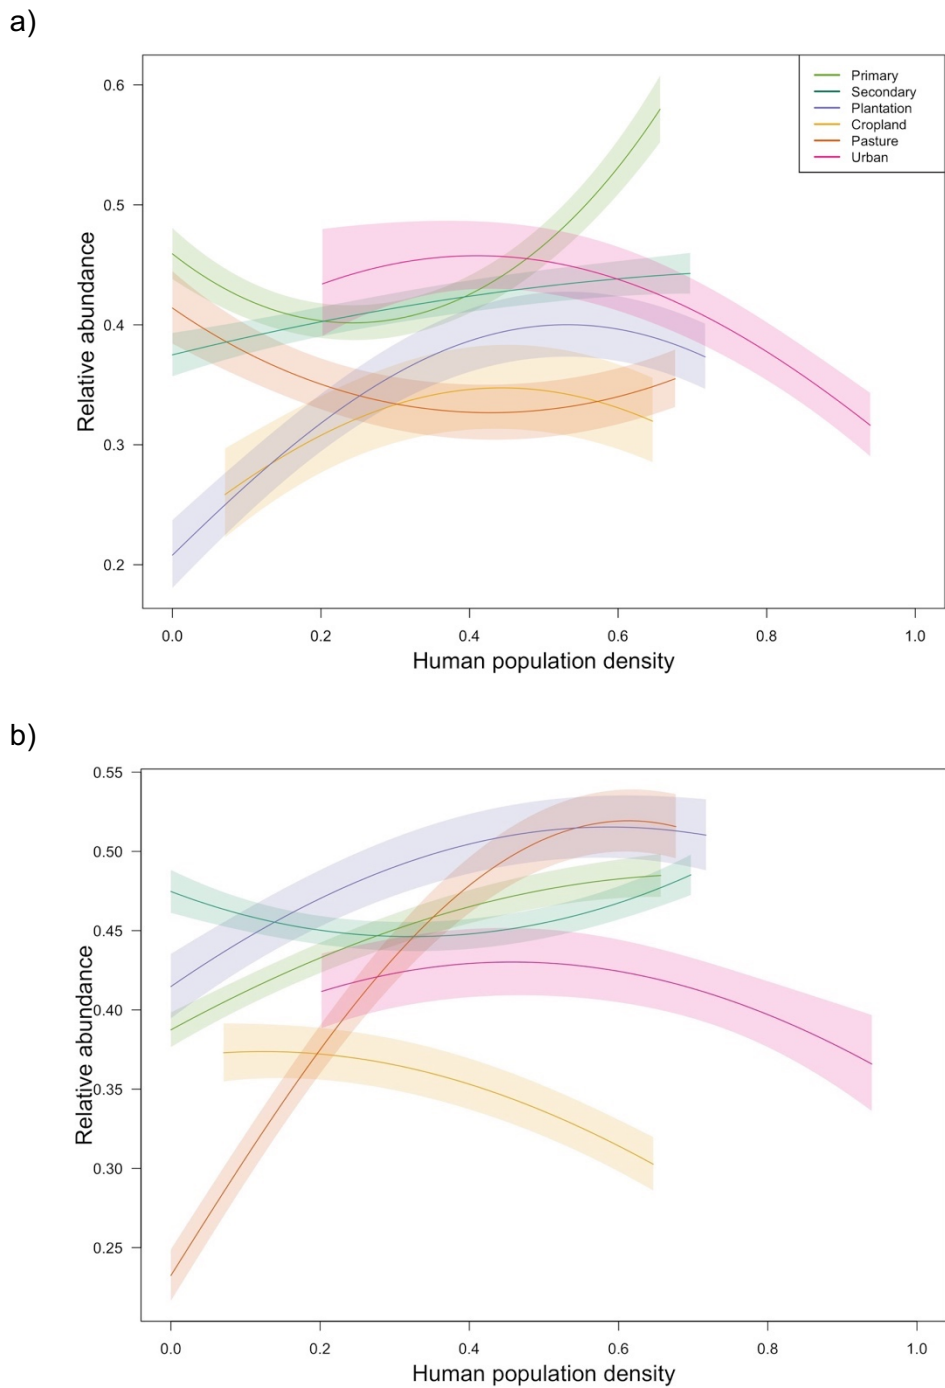 a)
0.6
0.5
0.4
0.3
0.2
Relative abundance
Primary
Secondary
Plantation
Cropland
Pasture
Urban
0.0 0.2 0.4 0.6 0.8 1.0
Human population density
b)
0.55
0.50
0.45
0.40
0.35
0.30
0.25
Relative abundance
0.0 0.2 0.4 0.6 0.8 1.0
Human population density